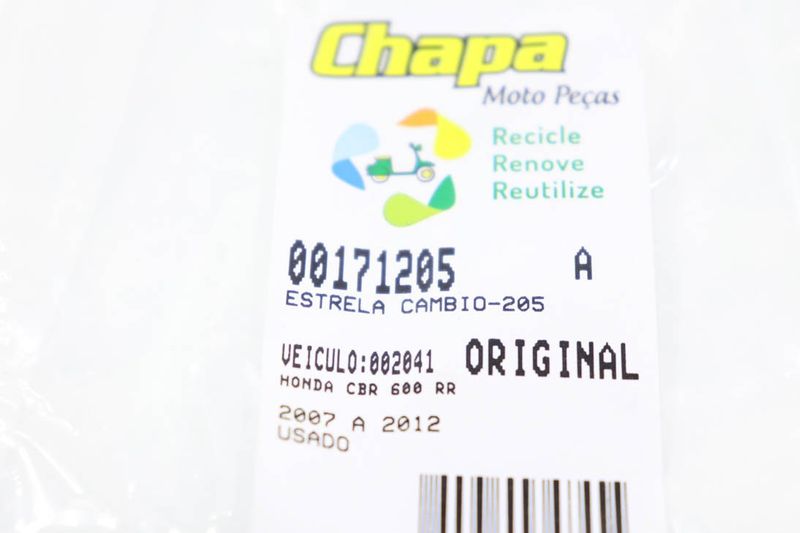 Chapa
Moto Peças
Recicle
Renove
Reutilize
00171205 A
ESTRELA CAMBIO-205
VEICULO:002041 ORIGINAL
HONDA CBR 600 RR
2007 A 2012
USADO